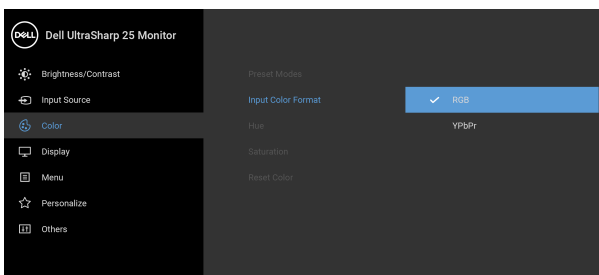 DELL Dell UltraSharp 25 Monitor
Brightness/Contrast
Input Source
Color
Display
Menu
Personalize
Others
Preset Modes
Input Color Format
Hue
Saturation
Reset Color
RGB
YPbPr